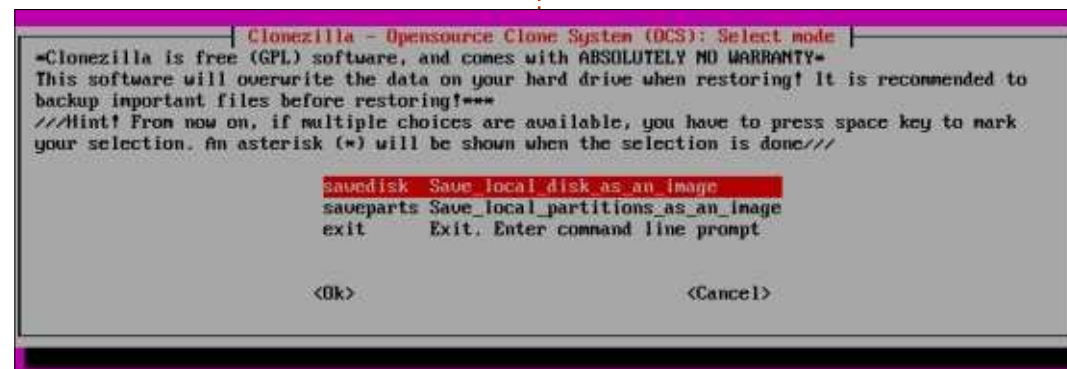 Clonezilla - Opensource Clone System (OCS): Select mode
*Clonezilla is free (GPL) software, and comes with ABSOLUTELY NO WARRANTY*
This software will overwrite the data on your hard drive when restoring! It is recommended to
backup important files before restoring!***
///Hint! From now on, if multiple choices are available, you have to press space key to mark
your selection. An asterisk (*) will be shown when the selection is done///
savedisk Save_local_disk_as_an_image
saveparts Save_local_partitions_as_an_image
exit Exit. Enter command line prompt
<Ok> <Cancel>